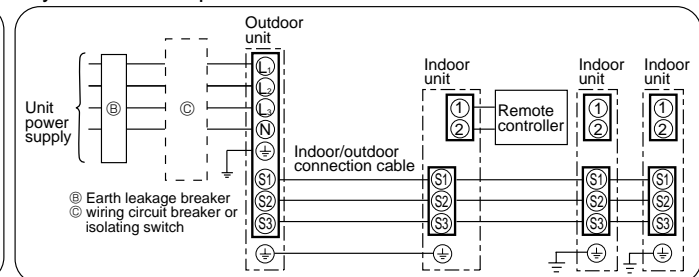 Outdoor
unit
L1
L2
L3
N
S1
S2
S3
Unit
power
supply
Ⓑ
Ⓒ
Ⓑ Earth leakage breaker
Ⓒ wiring circuit breaker or
isolating switch
Indoor/outdoor
connection cable
Indoor
unit
1
2
S1
S2
S3
Remote
controller
Indoor
unit
1
2
S1
S2
S3
Indoor
unit
1
2
S1
S2
S3